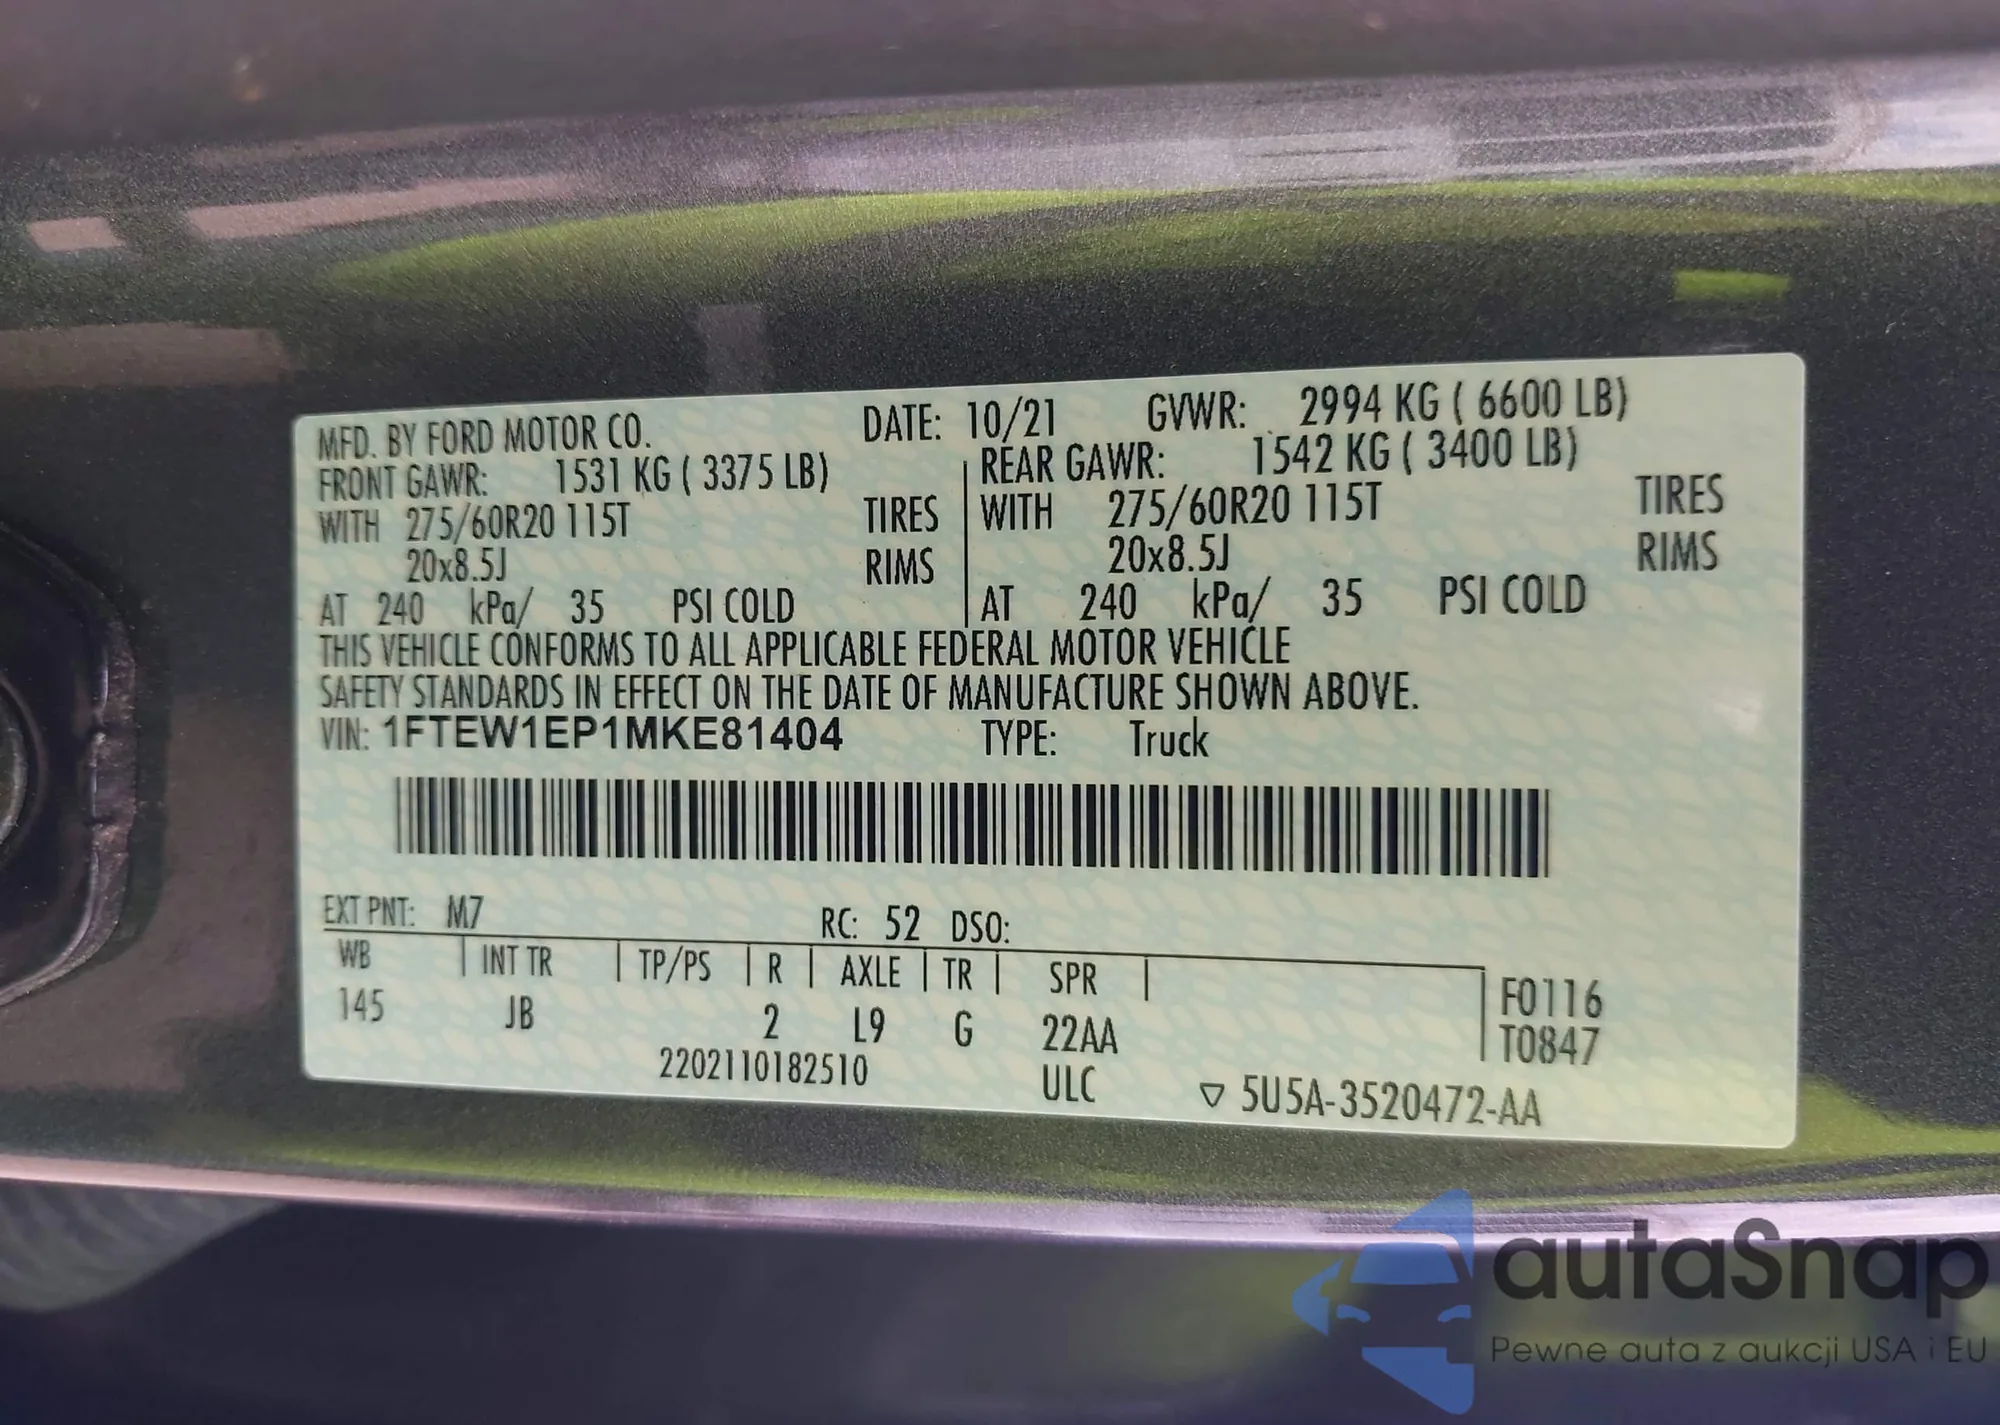 MFD. BY FORD MOTOR CO. DATE: 10/21 GVWR: 2994 KG ( 6600 LB)
FRONT GAWR: 1531 KG ( 3375 LB) REAR GAWR: 1542 KG ( 3400 LB)
WITH 275/60R20 115T TIRES WITH 275/60R20 115T TIRES
20x8.5J RIMS 20x8.5J RIMS
AT 240 kPa/ 35 PSI COLD AT 240 kPa/ 35 PSI COLD
THIS VEHICLE CONFORMS TO ALL APPLICABLE FEDERAL MOTOR VEHICLE
SAFETY STANDARDS IN EFFECT ON THE DATE OF MANUFACTURE SHOWN ABOVE.
VIN: 1FTEW1EP1MKE81404 TYPE: Truck
EXT PNT: M7 RC: 52 DSO:
WB INT TR TP/PS R AXLE TR SPR
145 JB 2 L9 G 22AA
F0116
T0847
2202110182510 ULC ▽ 5U5A-3520472-AA
autaSnap
Pewne auta z aukcji USA i EU